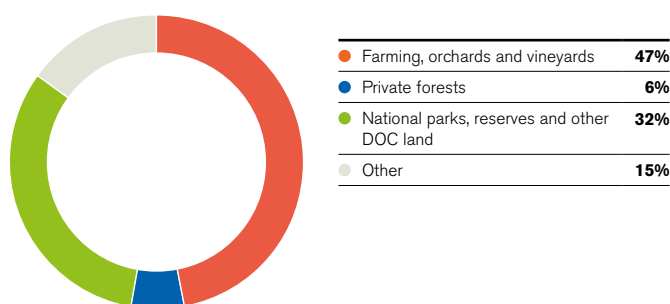 Farming, orchards and vineyards 47%
Private forests 6%
National parks, reserves and other 32%
DOC land
Other 15%